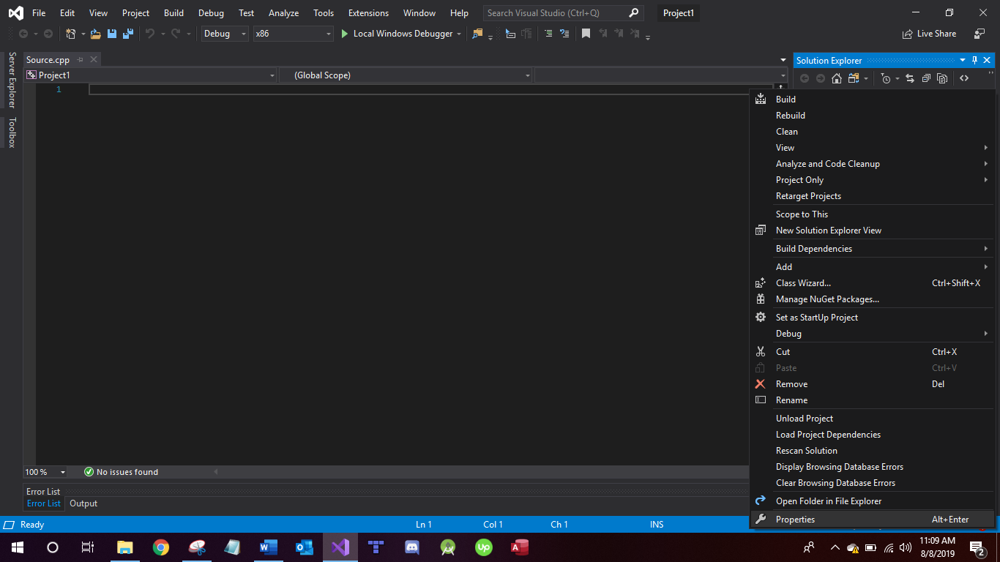 File Edit View Project Build Debug Test Analyze Tools Extensions Window Help Search Visual Studio (Ctrl+Q) Project1
Debug x86 Local Windows Debugger Live Share
Server Explorer
Toolbox
Source.cpp
Project1 (Global Scope)
1
Solution Explorer
Build
Rebuild
Clean
View
Analyze and Code Cleanup
Project Only
Retarget Projects
Scope to This
New Solution Explorer View
Build Dependencies
Add
Class Wizard... Ctrl+Shift+X
Manage NuGet Packages...
Set as StartUp Project
Debug
Cut Ctrl+X
Paste Ctrl+V
Remove Del
Rename
Unload Project
Load Project Dependencies
Rescan Solution
Display Browsing Database Errors
Clear Browsing Database Errors
Open Folder in File Explorer
Properties Alt+Enter
100 % No issues found
Error List
Error List Output
Ready Ln 1 Col 1 Ch 1 INS
11:09 AM
8/8/2019
2